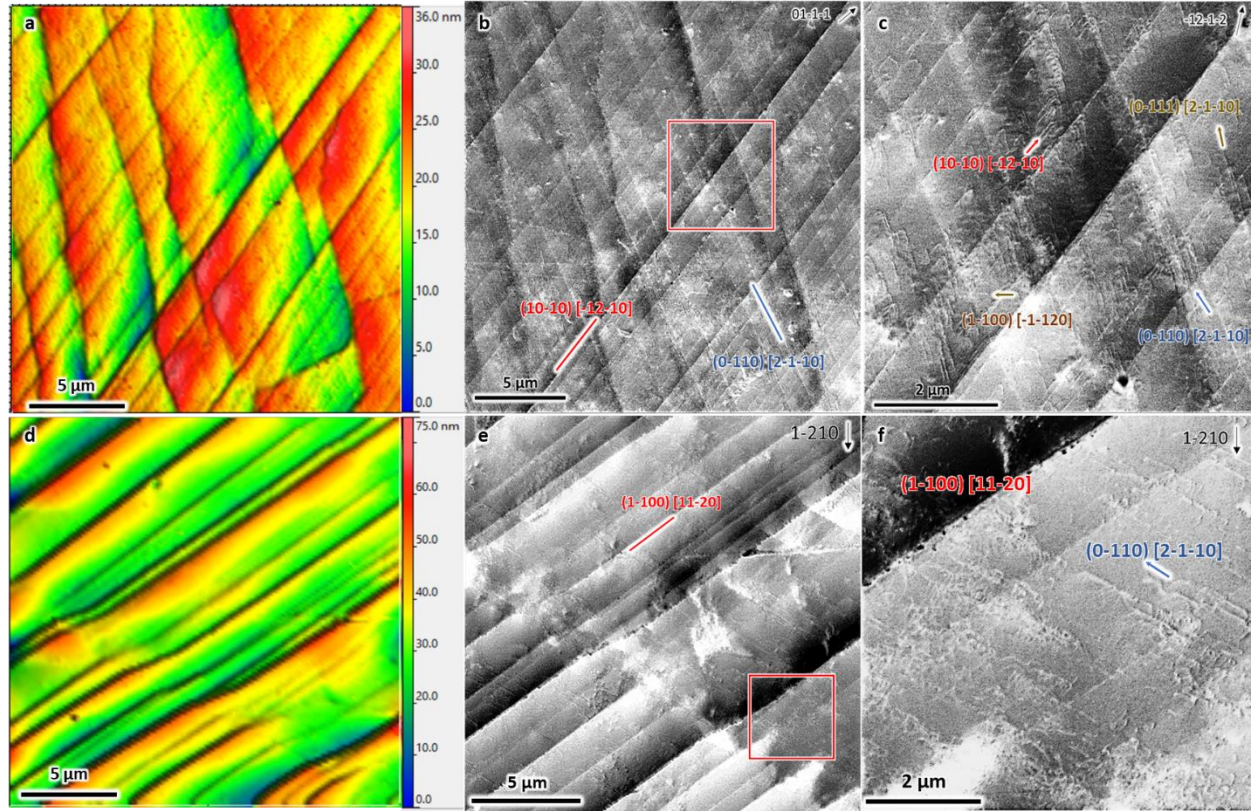 a
36.0 nm
30.0
25.0
20.0
15.0
10.0
5.0
0.0
5 µm
b
01-1-1
(10-10) [-12-10]
(0-110) [2-1-10]
5 µm
c
-12-1-2
(0-111) [2-1-10]
(10-10) [-12-10]
(1-100) [-1-120]
(0-110) [2-1-10]
2 µm
d
75.0 nm
60.0
50.0
40.0
30.0
20.0
10.0
0.0
5 µm
e
1-210
(1-100) [11-20]
5 µm
f
1-210
(1-100) [11-20]
(0-110) [2-1-10]
2 µm